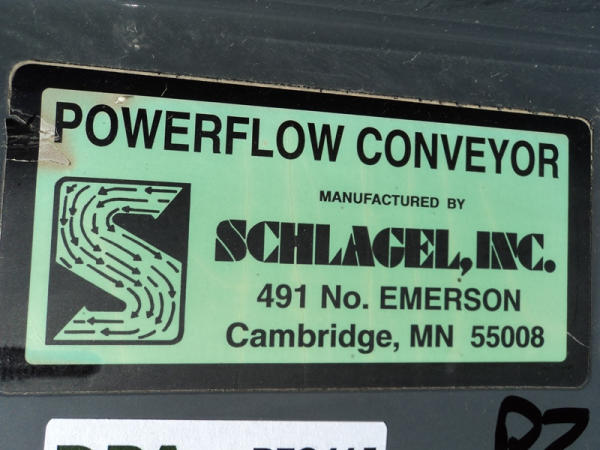 POWERFLOW CONVEYOR
MANUFACTURED BY
SCHLAGEL, INC.
491 No. EMERSON
Cambridge, MN 55008